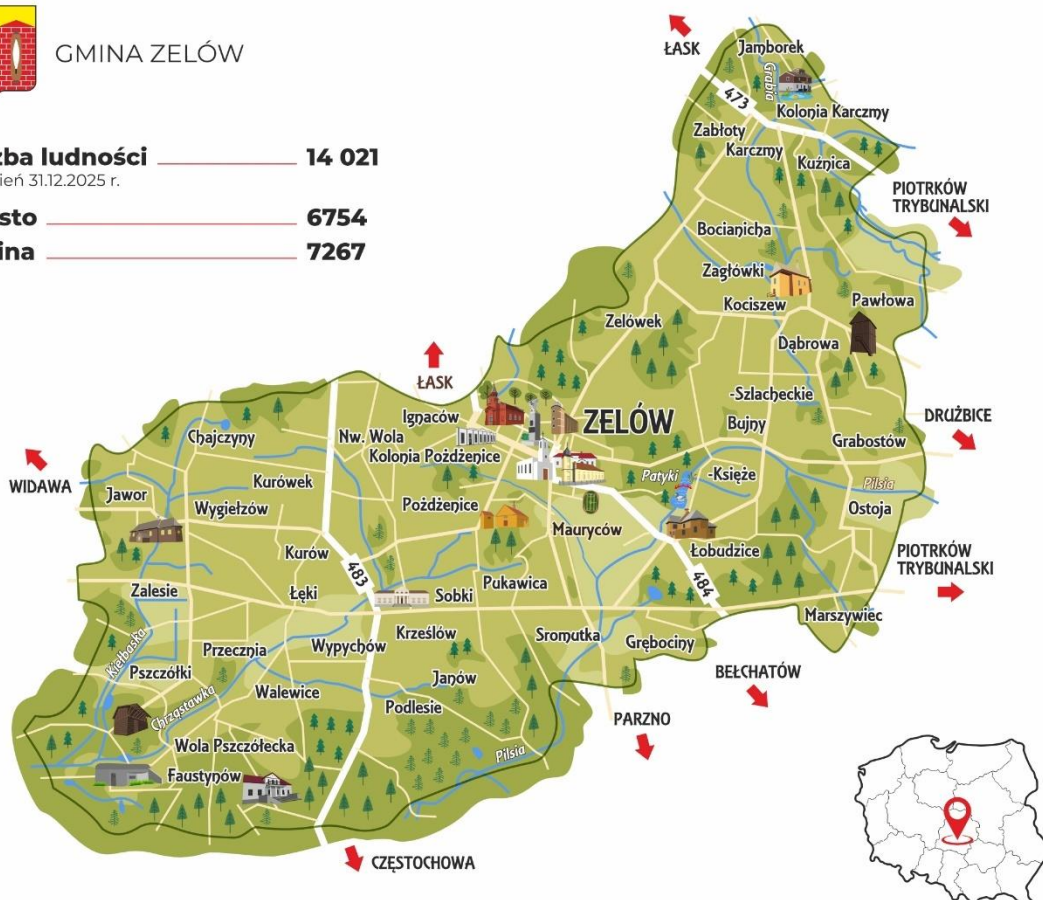 GMINA ZELÓW
zba ludności 14 021
ień 31.12.2025 r.
sto 6754
ina 7267
ŁASK
Jamborek
Grabia
473
Kolonia Karczmy
Zabłoty
Karczmy
Kuźnica
PIOTRKÓW
TRYBUNALSKI
Bocianicha
Zagłówki
Kociszew
Pawłowa
Zelówek
Dąbrowa
ŁASK
-Szlacheckie
Ignaców
ZELÓW
Bujny
DRUŻBICE
Chajczyny
Nw. Wola
Grabostów
Kolonia Pożdżenice
WIDAWA
Kurówek
Patyki
-Księże
Pilsia
Jawor
Wygiełzów
Pożdżenice
Ostoja
Mauryców
Kurów
Łobudzice
PIOTRKÓW
TRYBUNALSKI
483
484
Zalesie
Łęki
Sobki
Pukawica
Marszywiec
Kiełbaska
Przecznia
Wypychów
Krześlów
Sromutka
Grębociny
Pszczółki
BEŁCHATÓW
Chrząstawka
Walewice
Janów
Podlesie
PARZNO
Wola Pszczółecka
Pilsia
Faustynów
CZĘSTOCHOWA